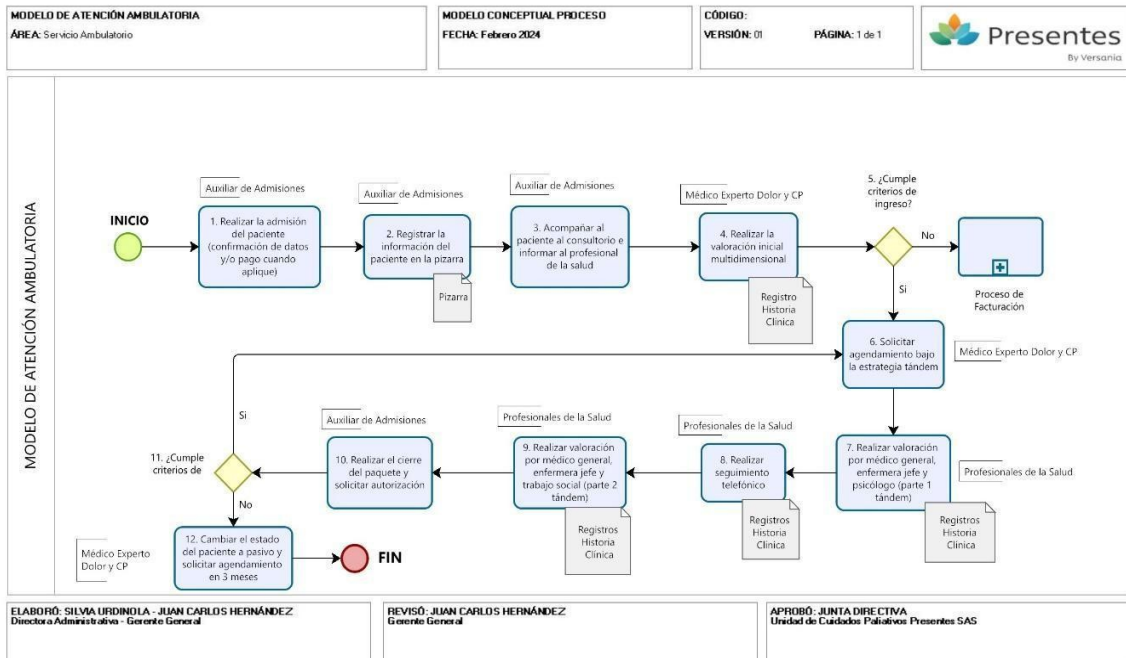 MODELO DE ATENCIÓN AMBULATORIA
ÁREA: Servicio Ambulatorio
MODELO CONCEPTUAL PROCESO
FECHA: Febrero 2024
CÓDIGO:
VERSIÓN: 01 PÁGINA: 1 de 1
Presentes
By Versania
MODELO DE ATENCIÓN AMBULATORIA
INICIO
Auxiliar de Admisiones
1. Realizar la admisión
del paciente
(confirmación de datos
y/o pago cuando
aplique)
Auxiliar de Admisiones
2. Registrar la
información del
paciente en la pizarra
Pizarra
Auxiliar de Admisiones
3. Acompañar al
paciente al consultorio e
informar al profesional
de la salud
Médico Experto Dolor y CP
4. Realizar la
valoración inicial
multidimensional
Registro
Historia
Clínica
5. ¿Cumple
criterios de
ingreso?
No
Proceso de
Facturación
Si
6. Solicitar
agendamiento bajo
la estrategia tándem
Médico Experto Dolor y CP
7. Realizar valoración
por médico general,
enfermera jefe y
psicólogo (parte 1
tándem)
Profesionales de la Salud
Registros
Historia
Clínica
Profesionales de la Salud
8. Realizar
seguimiento
telefónico
Registros
Historia
Clínica
Profesionales de la Salud
9. Realizar valoración
por médico general,
enfermera jefe y
trabajo social (parte 2
tándem)
Registros
Historia
Clínica
Auxiliar de Admisiones
10. Realizar el cierre
del paquete y
solicitar autorización
11. ¿Cumple
criterios de
Si
No
12. Cambiar el estado
del paciente a pasivo y
solicitar agendamiento
en 3 meses
Médico Experto
Dolor y CP
FIN
ELABORÓ: SILVIA URDINOLA - JUAN CARLOS HERNÁNDEZ
Directora Administrativa - Gerente General
REVISÓ: JUAN CARLOS HERNÁNDEZ
Gerente General
APROBÓ: JUNTA DIRECTIVA
Unidad de Cuidados Paliativos Presentes SAS